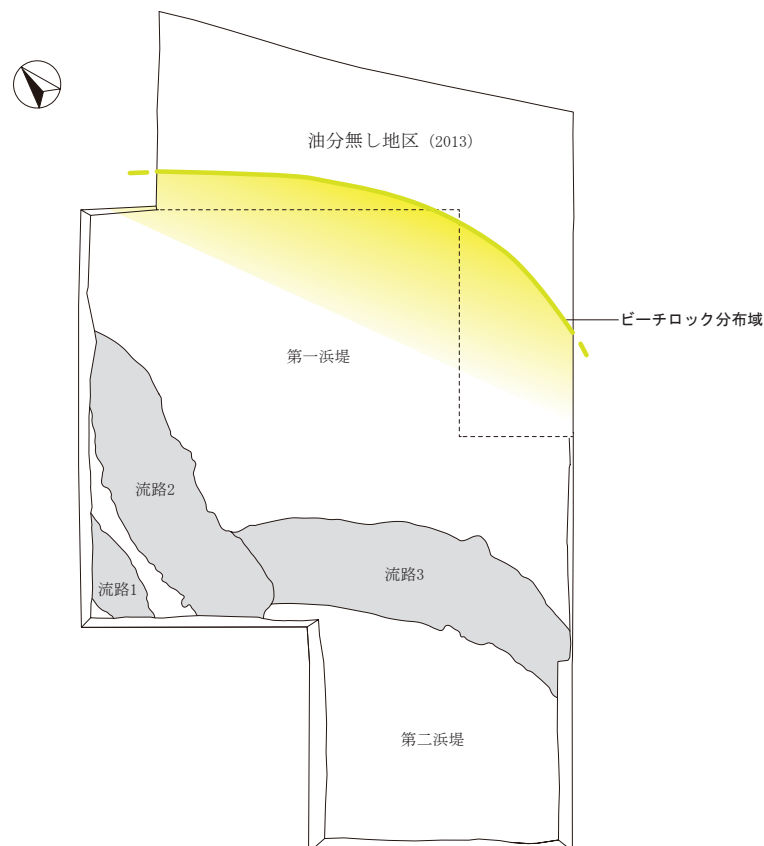 油分無し地区（2013）
ビーチロック分布域
第一浜堤
流路2
流路3
流路1
第二浜堤